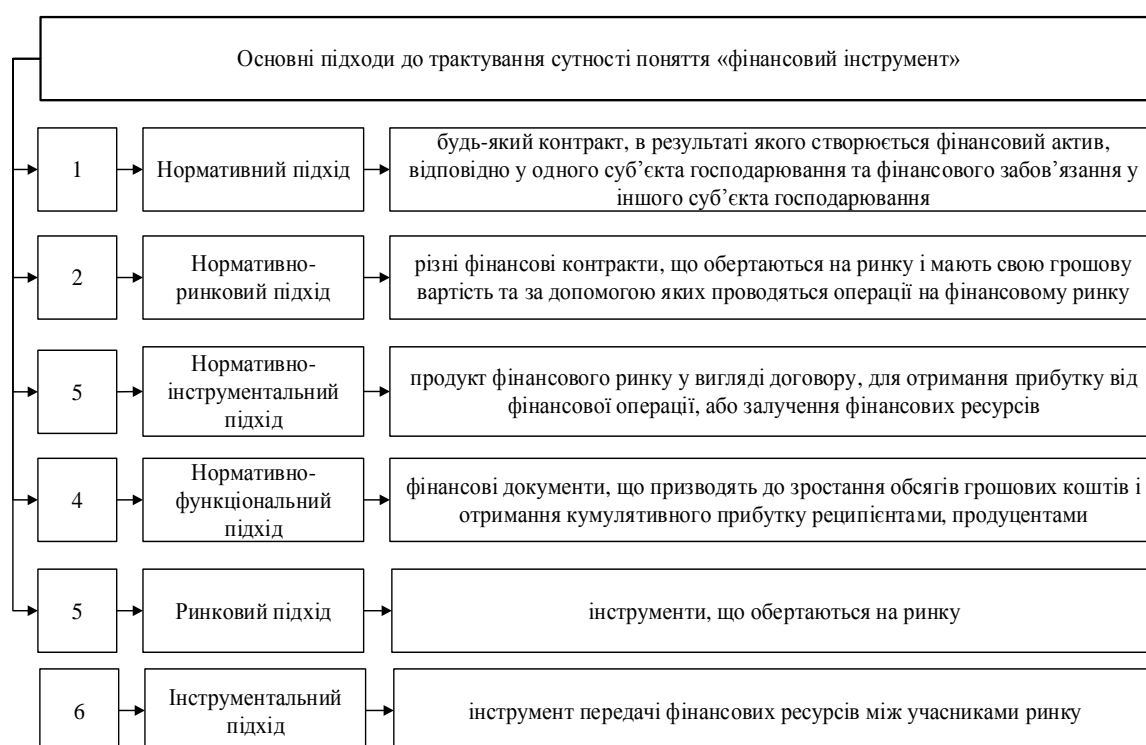 Основні підходи до трактування сутності поняття «фінансовий інструмент»
1
Нормативний підхід
будь-який контракт, в результаті якого створюється фінансовий актив,
відповідно у одного суб’єкта господарювання та фінансового забов’язання у
іншого суб’єкта господарювання
2
Нормативно-
ринковий підхід
різні фінансові контракти, що обертаються на ринку і мають свою грошову
вартість та за допомогою яких проводяться операції на фінансовому ринку
5
Нормативно-
інструментальний
підхід
продукт фінансового ринку у вигляді договору, для отримання прибутку від
фінансової операції, або залучення фінансових ресурсів
4
Нормативно-
функціональний
підхід
фінансові документи, що призводять до зростання обсягів грошових коштів і
отримання кумулятивного прибутку реципієнтами, продуцентами
5
Ринковий підхід
інструменти, що обертаються на ринку
6
Інструментальний
підхід
інструмент передачі фінансових ресурсів між учасниками ринку